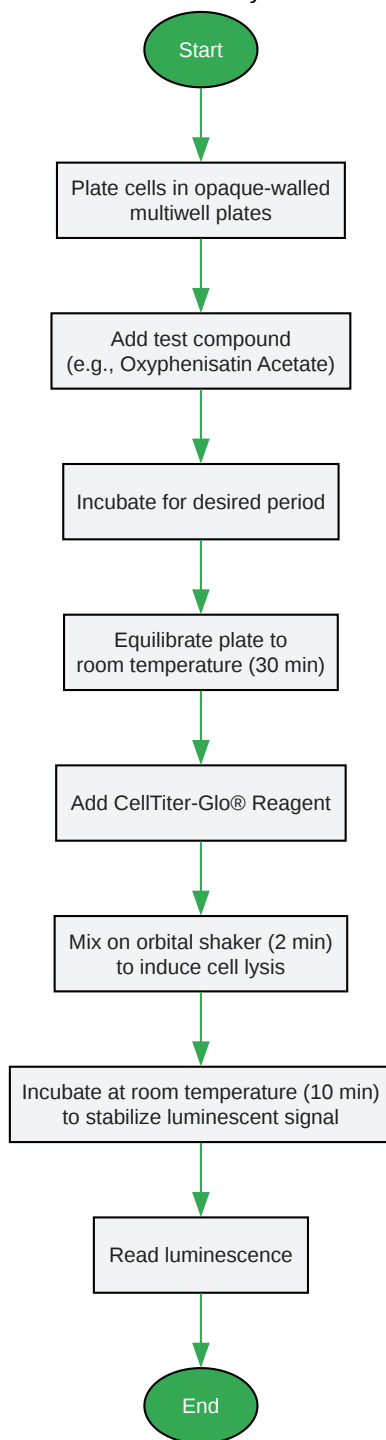 Start
Plate cells in opaque-walled
multiwell plates
Add test compound
(e.g., Oxyphenisatin Acetate)
Incubate for desired period
Equilibrate plate to
room temperature (30 min)
Add CellTiter-Glo® Reagent
Mix on orbital shaker (2 min)
to induce cell lysis
Incubate at room temperature (10 min)
to stabilize luminescent signal
Read luminescence
End